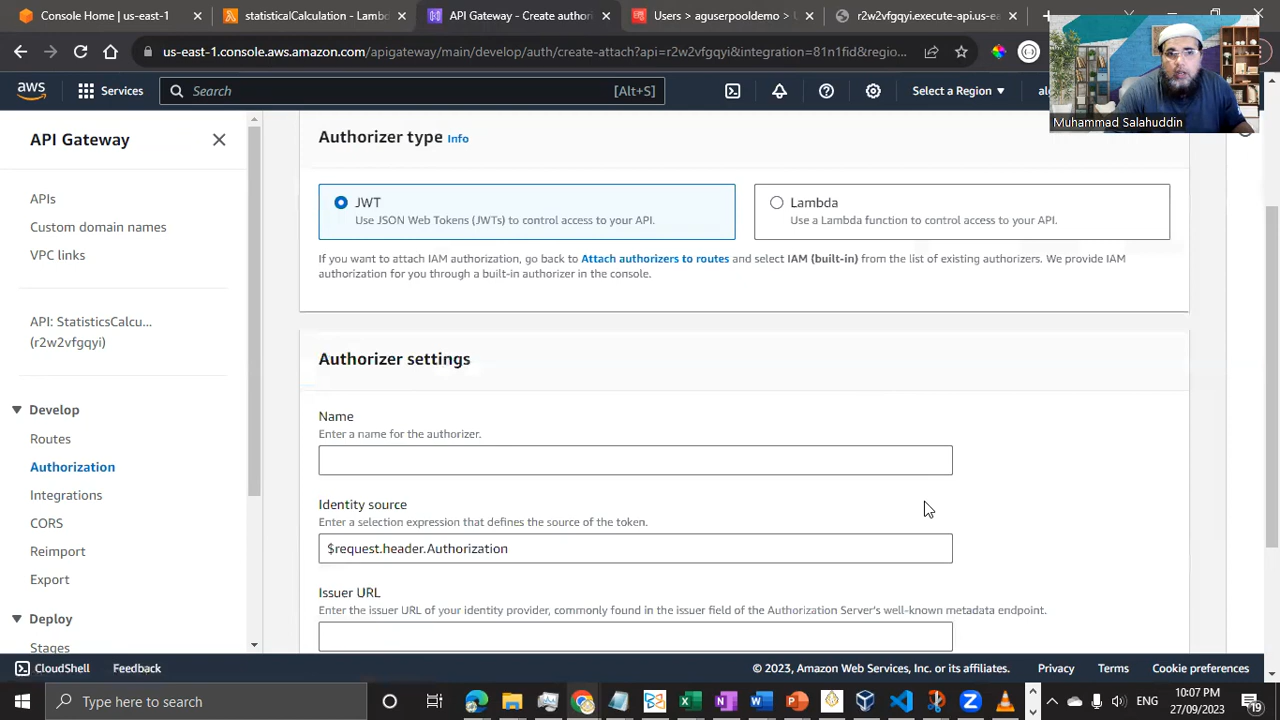 Console Home | us-east-1
statisticalCalculation - Lambd
API Gateway - Create author
Users > aguserpooldemo >
r2w2vfgqyi.execute-api.us-ea
us-east-1.console.aws.amazon.com/apigateway/main/develop/auth/create-attach?api=r2w2vfgqyi&integration=81n1fid&regio...
aws
Services
Search
[Alt+S]
Select a Region
Muhammad Salahuddin
API Gateway
APIs
Custom domain names
VPC links
API: StatisticsCalcu...
(r2w2vfgqyi)
Develop
Routes
Authorization
Integrations
CORS
Reimport
Export
Deploy
Stages
Authorizer type Info
JWT
Use JSON Web Tokens (JWTs) to control access to your API.
Lambda
Use a Lambda function to control access to your API.
If you want to attach IAM authorization, go back to Attach authorizers to routes and select IAM (built-in) from the list of existing authorizers. We provide IAM
authorization for you through a built-in authorizer in the console.
Authorizer settings
Name
Enter a name for the authorizer.
Identity source
Enter a selection expression that defines the source of the token.
$request.header.Authorization
Issuer URL
Enter the issuer URL of your identity provider, commonly found in the issuer field of the Authorization Server's well-known metadata endpoint.
CloudShell
Feedback
© 2023, Amazon Web Services, Inc. or its affiliates.
Privacy
Terms
Cookie preferences
Type here to search
ENG
10:07 PM
27/09/2023
19